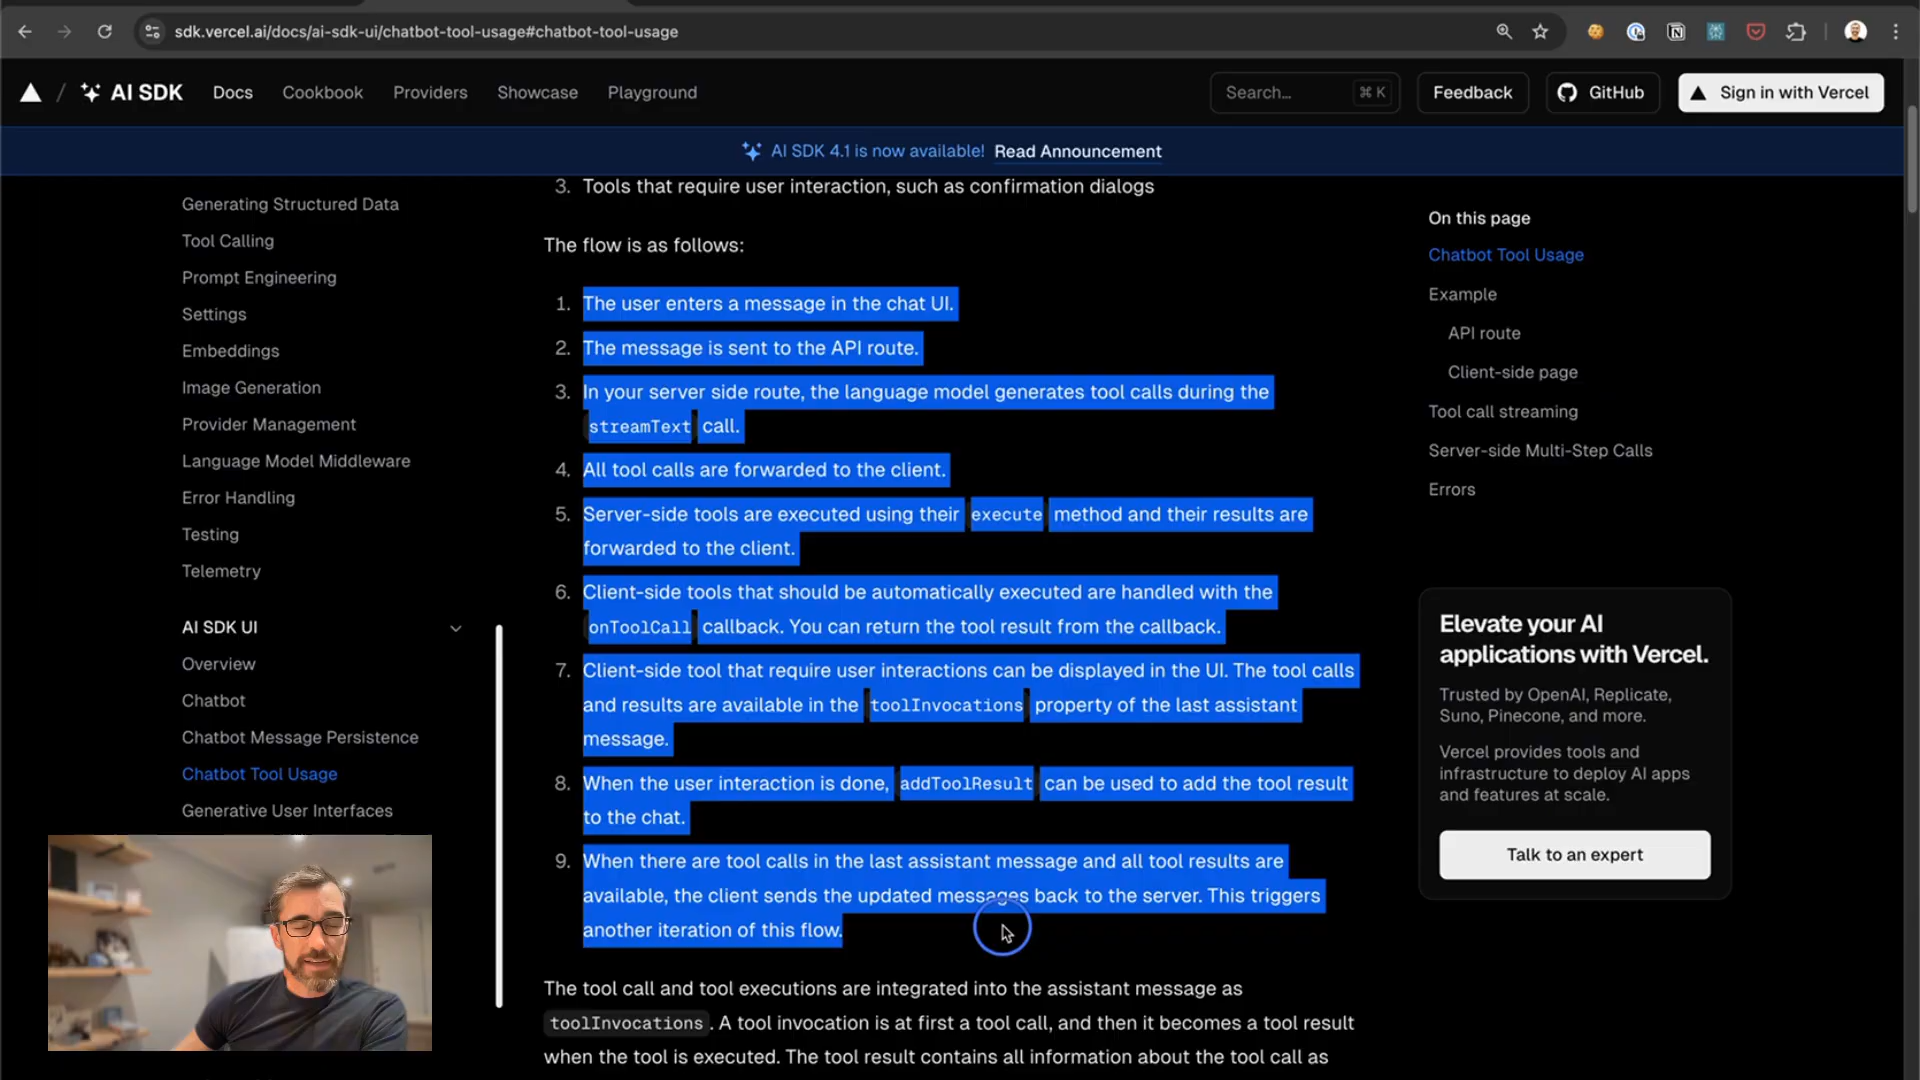 sdk.vercel.ai/docs/ai-sdk-ui/chatbot-tool-usage#chatbot-tool-usage
/ AI SDK Docs Cookbook Providers Showcase Playground Search... ⌘ K Feedback GitHub Sign in with Vercel
AI SDK 4.1 is now available! Read Announcement
Generating Structured Data
Tool Calling
Prompt Engineering
Settings
Embeddings
Image Generation
Provider Management
Language Model Middleware
Error Handling
Testing
Telemetry
AI SDK UI
Overview
Chatbot
Chatbot Message Persistence
Chatbot Tool Usage
Generative User Interfaces
3. Tools that require user interaction, such as confirmation dialogs
The flow is as follows:
1. The user enters a message in the chat UI.
2. The message is sent to the API route.
3. In your server side route, the language model generates tool calls during the
streamText call.
4. All tool calls are forwarded to the client.
5. Server-side tools are executed using their execute method and their results are
forwarded to the client.
6. Client-side tools that should be automatically executed are handled with the
onToolCall callback. You can return the tool result from the callback.
7. Client-side tool that require user interactions can be displayed in the UI. The tool calls
and results are available in the toolInvocations property of the last assistant
message.
8. When the user interaction is done, addToolResult can be used to add the tool result
to the chat.
9. When there are tool calls in the last assistant message and all tool results are
available, the client sends the updated messages back to the server. This triggers
another iteration of this flow.
The tool call and tool executions are integrated into the assistant message as
toolInvocations . A tool invocation is at first a tool call, and then it becomes a tool result
when the tool is executed. The tool result contains all information about the tool call as
On this page
Chatbot Tool Usage
Example
API route
Client-side page
Tool call streaming
Server-side Multi-Step Calls
Errors
Elevate your AI
applications with Vercel.
Trusted by OpenAI, Replicate,
Suno, Pinecone, and more.
Vercel provides tools and
infrastructure to deploy AI apps
and features at scale.
Talk to an expert